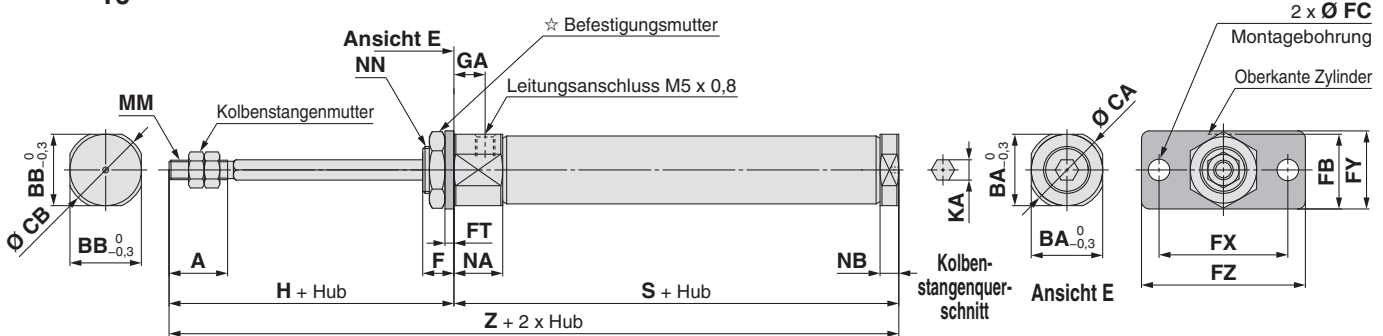 2 x Ø FC
Montagebohrung
Oberkante Zylinder
☆ Befestigungsmutter
Ansicht E
GA
NN
Leitungsanschluss M5 x 0,8
MM
Kolbenstangenmutter
Ø CA
BB 0 -0,3
BA 0 -0,3
KA
FB
FY
Ø CB
BB 0 -0,3
A
F
FT
NA
NB
Kolben-
stangenquer-
schnitt
BA 0 -0,3
Ansicht E
FX
FZ
H + Hub
S + Hub
Z + 2 x Hub